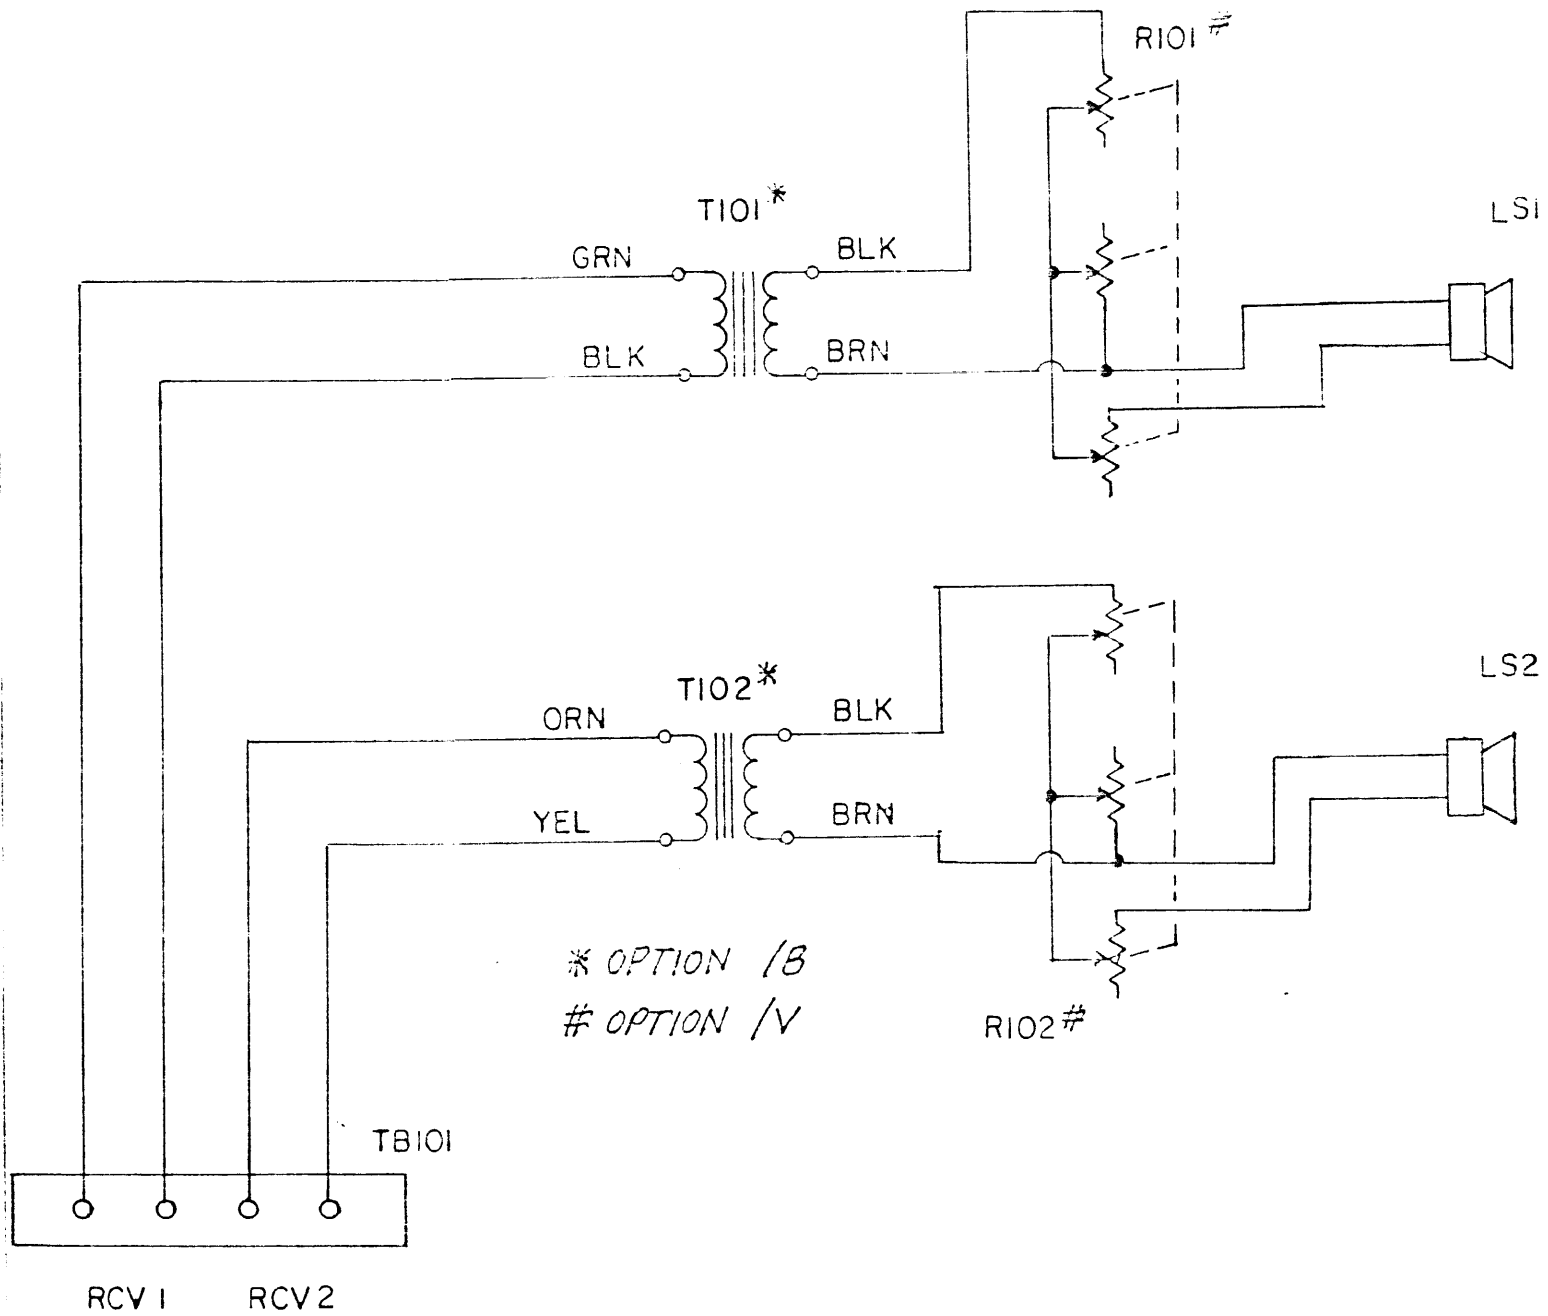 R101#
T101*
LS1
GRN
BLK
BLK
BRN
T102*
LS2
ORN
BLK
YEL
BRN
* OPTION /B
# OPTION /V
R102#
TB101
RCV 1
RCV 2